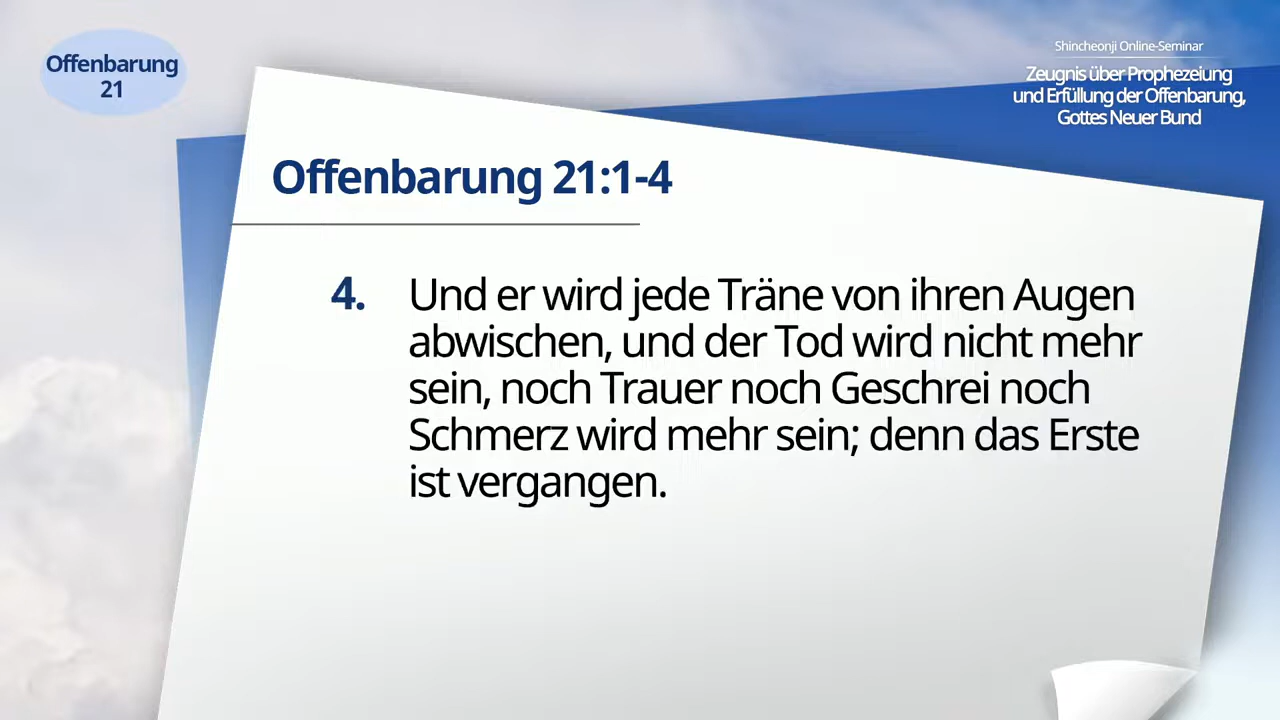 Offenbarung
21
Shincheonji Online-Seminar
Zeugnis über Prophezeiung
und Erfüllung der Offenbarung,
Gottes Neuer Bund
Offenbarung 21:1-4
4. Und er wird jede Träne von ihren Augen
abwischen, und der Tod wird nicht mehr
sein, noch Trauer noch Geschrei noch
Schmerz wird mehr sein; denn das Erste
ist vergangen.